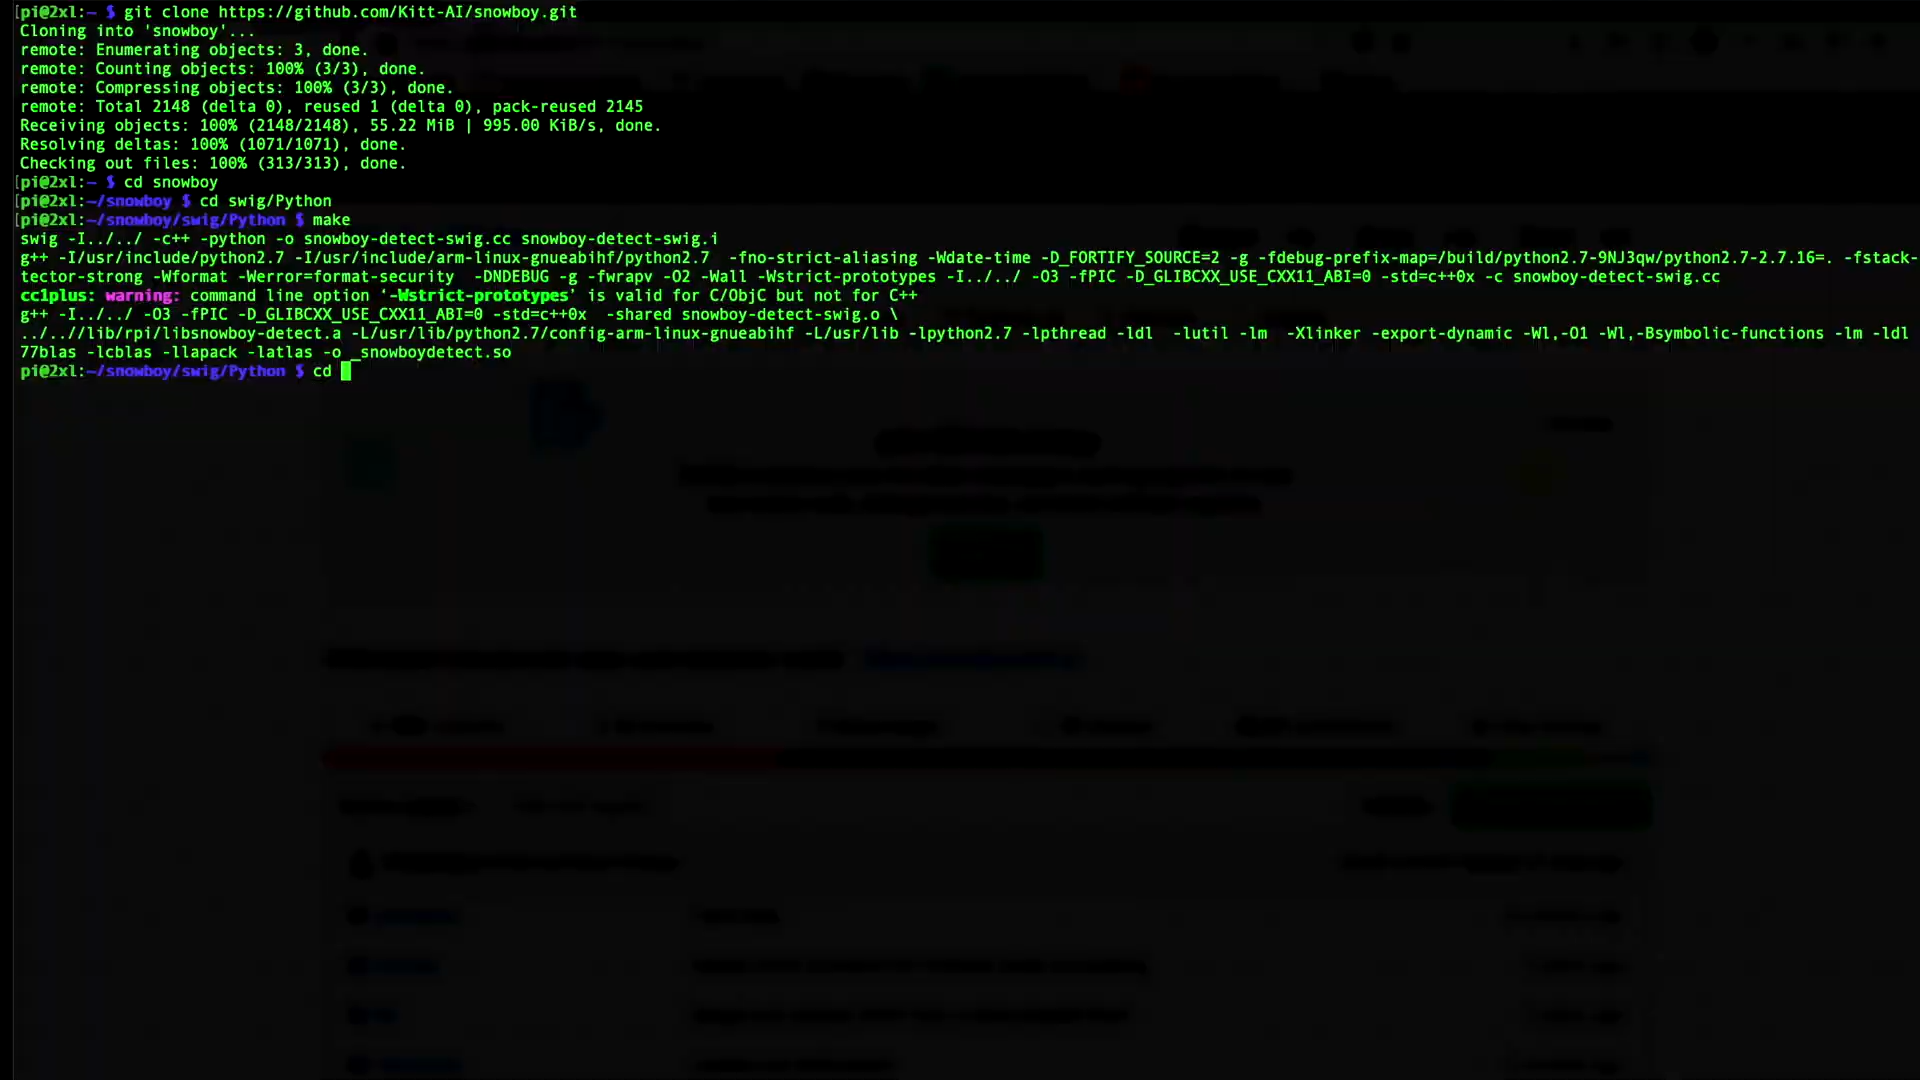 [pi@2xl:~ $ git clone https://github.com/Kitt-AI/snowboy.git
Cloning into 'snowboy'...
remote: Enumerating objects: 3, done.
remote: Counting objects: 100% (3/3), done.
remote: Compressing objects: 100% (3/3), done.
remote: Total 2148 (delta 0), reused 1 (delta 0), pack-reused 2145
Receiving objects: 100% (2148/2148), 55.22 MiB | 995.00 KiB/s, done.
Resolving deltas: 100% (1071/1071), done.
Checking out files: 100% (313/313), done.
[pi@2xl:~ $ cd snowboy
[pi@2xl:~/snowboy $ cd swig/Python
[pi@2xl:~/snowboy/swig/Python $ make
swig -I../../ -c++ -python -o snowboy-detect-swig.cc snowboy-detect-swig.i
g++ -I/usr/include/python2.7 -I/usr/include/arm-linux-gnueabihf/python2.7  -fno-strict-aliasing -Wdate-time -D_FORTIFY_SOURCE=2 -g -fdebug-prefix-map=/build/python2.7-9NJ3qw/python2.7-2.7.16=. -fstack-
tector-strong -Wformat -Werror=format-security  -DNDEBUG -g -fwrapv -O2 -Wall -Wstrict-prototypes -I../../ -O3 -fPIC -D_GLIBCXX_USE_CXX11_ABI=0 -std=c++0x -c snowboy-detect-swig.cc
cc1plus: warning: command line option ‘-Wstrict-prototypes’ is valid for C/ObjC but not for C++
g++ -I../../ -O3 -fPIC -D_GLIBCXX_USE_CXX11_ABI=0 -std=c++0x  -shared snowboy-detect-swig.o \
../..//lib/rpi/libsnowboy-detect.a -L/usr/lib/python2.7/config-arm-linux-gnueabihf -L/usr/lib -lpython2.7 -lpthread -ldl  -lutil -lm  -Xlinker -export-dynamic -Wl,-O1 -Wl,-Bsymbolic-functions -lm -ldl
77blas -lcblas -llapack -latlas -o _snowboydetect.so
pi@2xl:~/snowboy/swig/Python $ cd